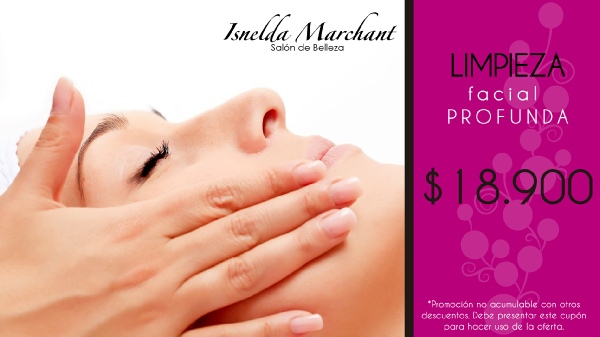 Isnelda Marchant
Salón de Belleza
LIMPIEZA
facial
PROFUNDA
$18.900
*Promoción no acumulable con otros
descuentos. Debe presentar este cupón
para hacer uso de la oferta.